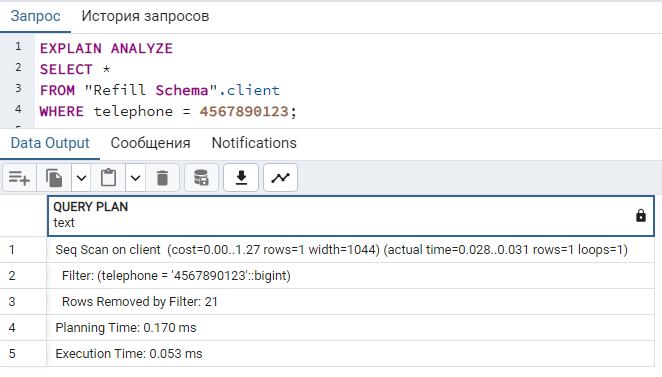 Запрос История запросов
1 EXPLAIN ANALYZE
2 SELECT *
3 FROM "Refill Schema".client
4 WHERE telephone = 4567890123;
Data Output Сообщения Notifications
QUERY PLAN
text
1 Seq Scan on client (cost=0.00..1.27 rows=1 width=1044) (actual time=0.028..0.031 rows=1 loops=1)
2 Filter: (telephone = '4567890123'::bigint)
3 Rows Removed by Filter: 21
4 Planning Time: 0.170 ms
5 Execution Time: 0.053 ms